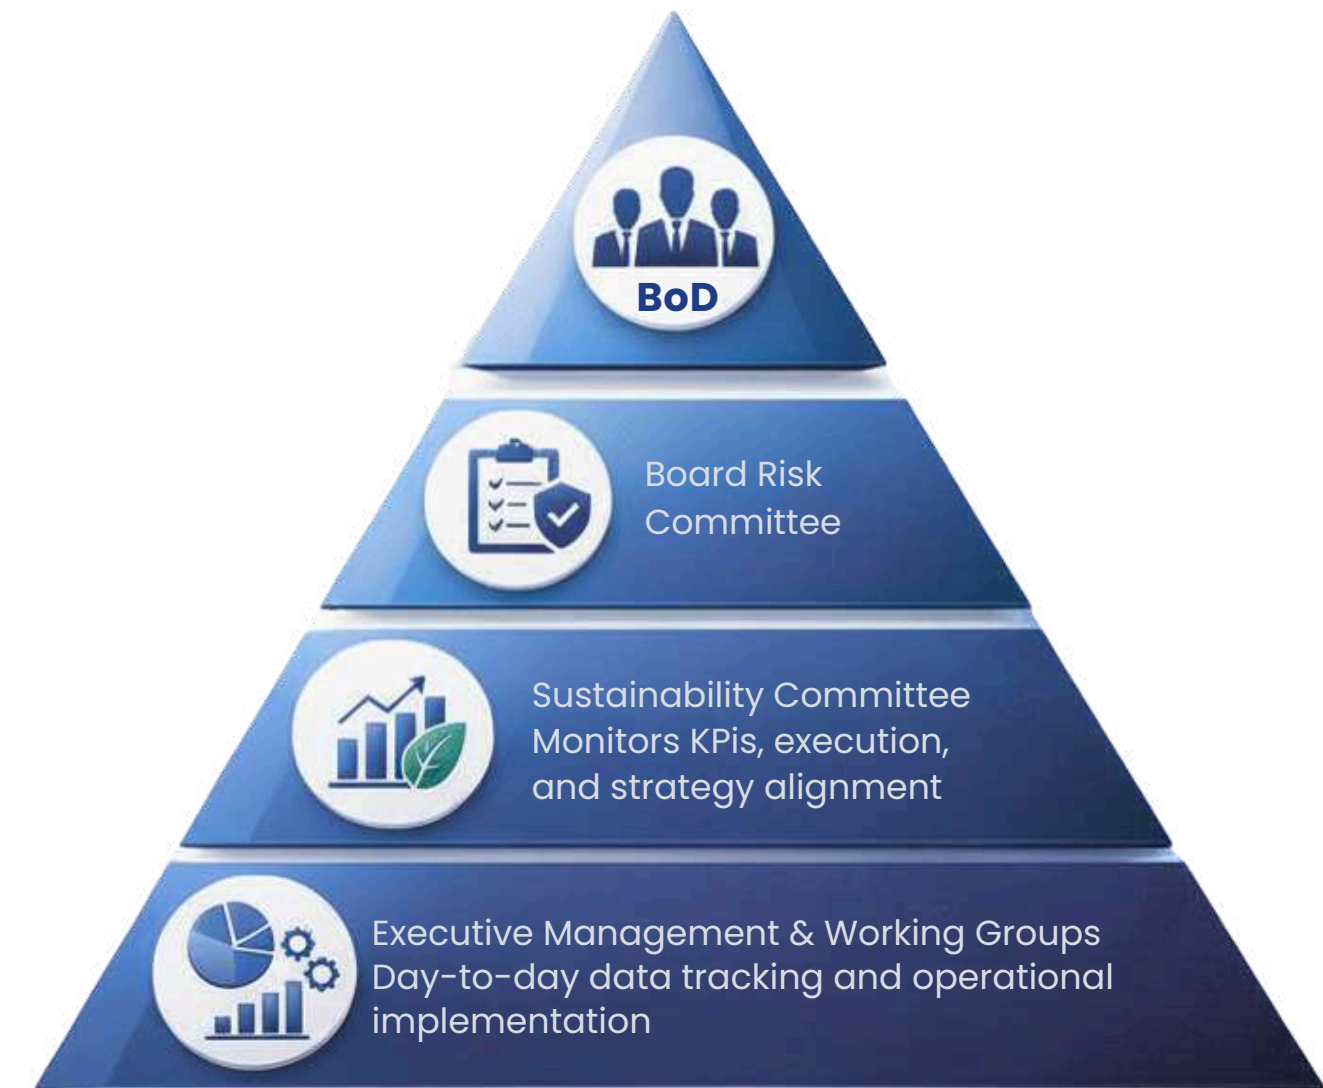 BoD
Board Risk
Committee
Sustainability Committee
Monitors KPis, execution,
and strategy alignment
Executive Management & Working Groups
Day-to-day data tracking and operational
implementation